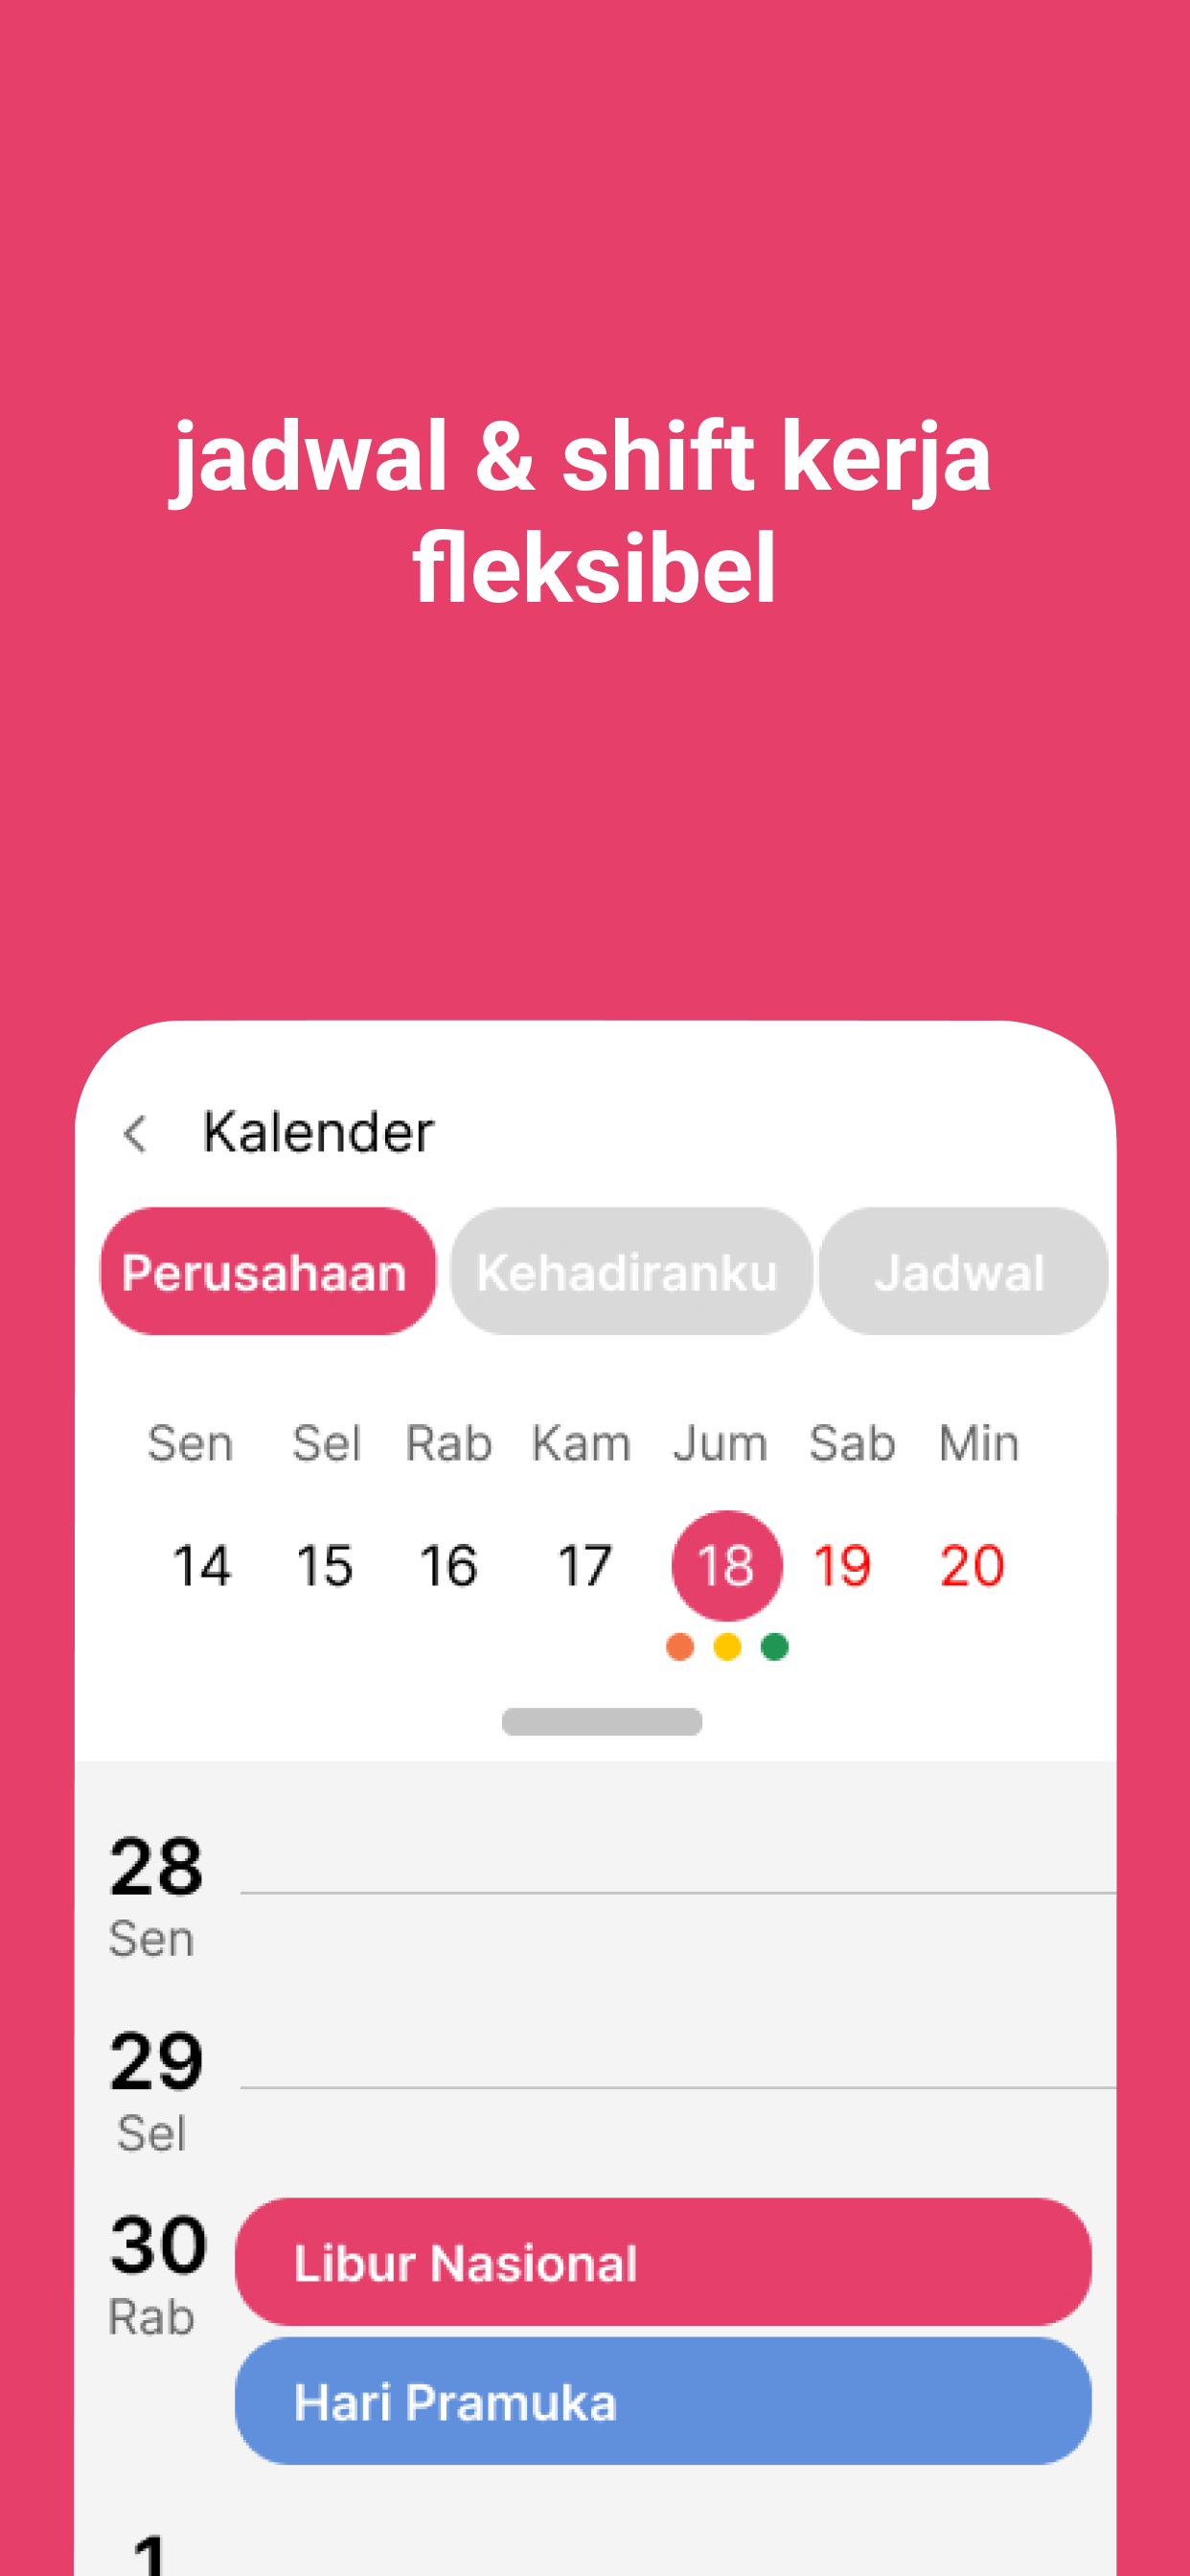 jadwal & shift kerja
fleksibel
Kalender
Perusahaan Kehadiranku Jadwal
Sen Sel Rab Kam Jum Sab Min
14 15 16 17 18 19 20
28
Sen
29
Sel
30
Libur Nasional
Rab
Hari Pramuka
1